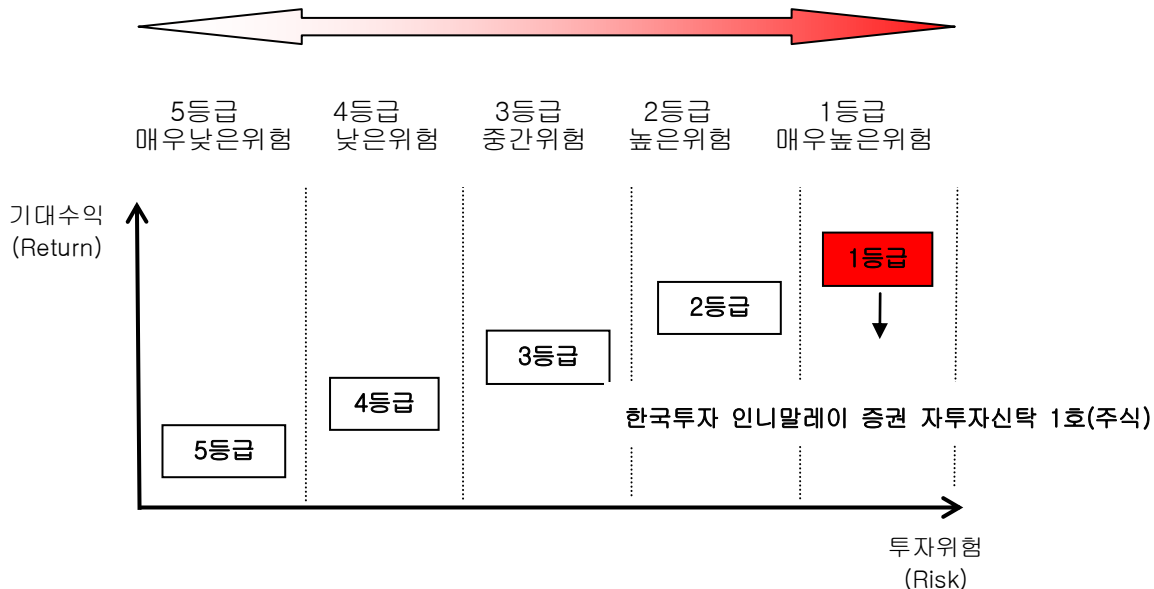 5등급 4등급 3등급 2등급 1등급
매우낮은위험 낮은위험 중간위험 높은위험 매우높은위험
기대수익
(Return)
1등급
2등급
3등급
4등급
한국투자 인니말레이 증권 자투자신탁 1호(주식)
5등급
투자위험
(Risk)